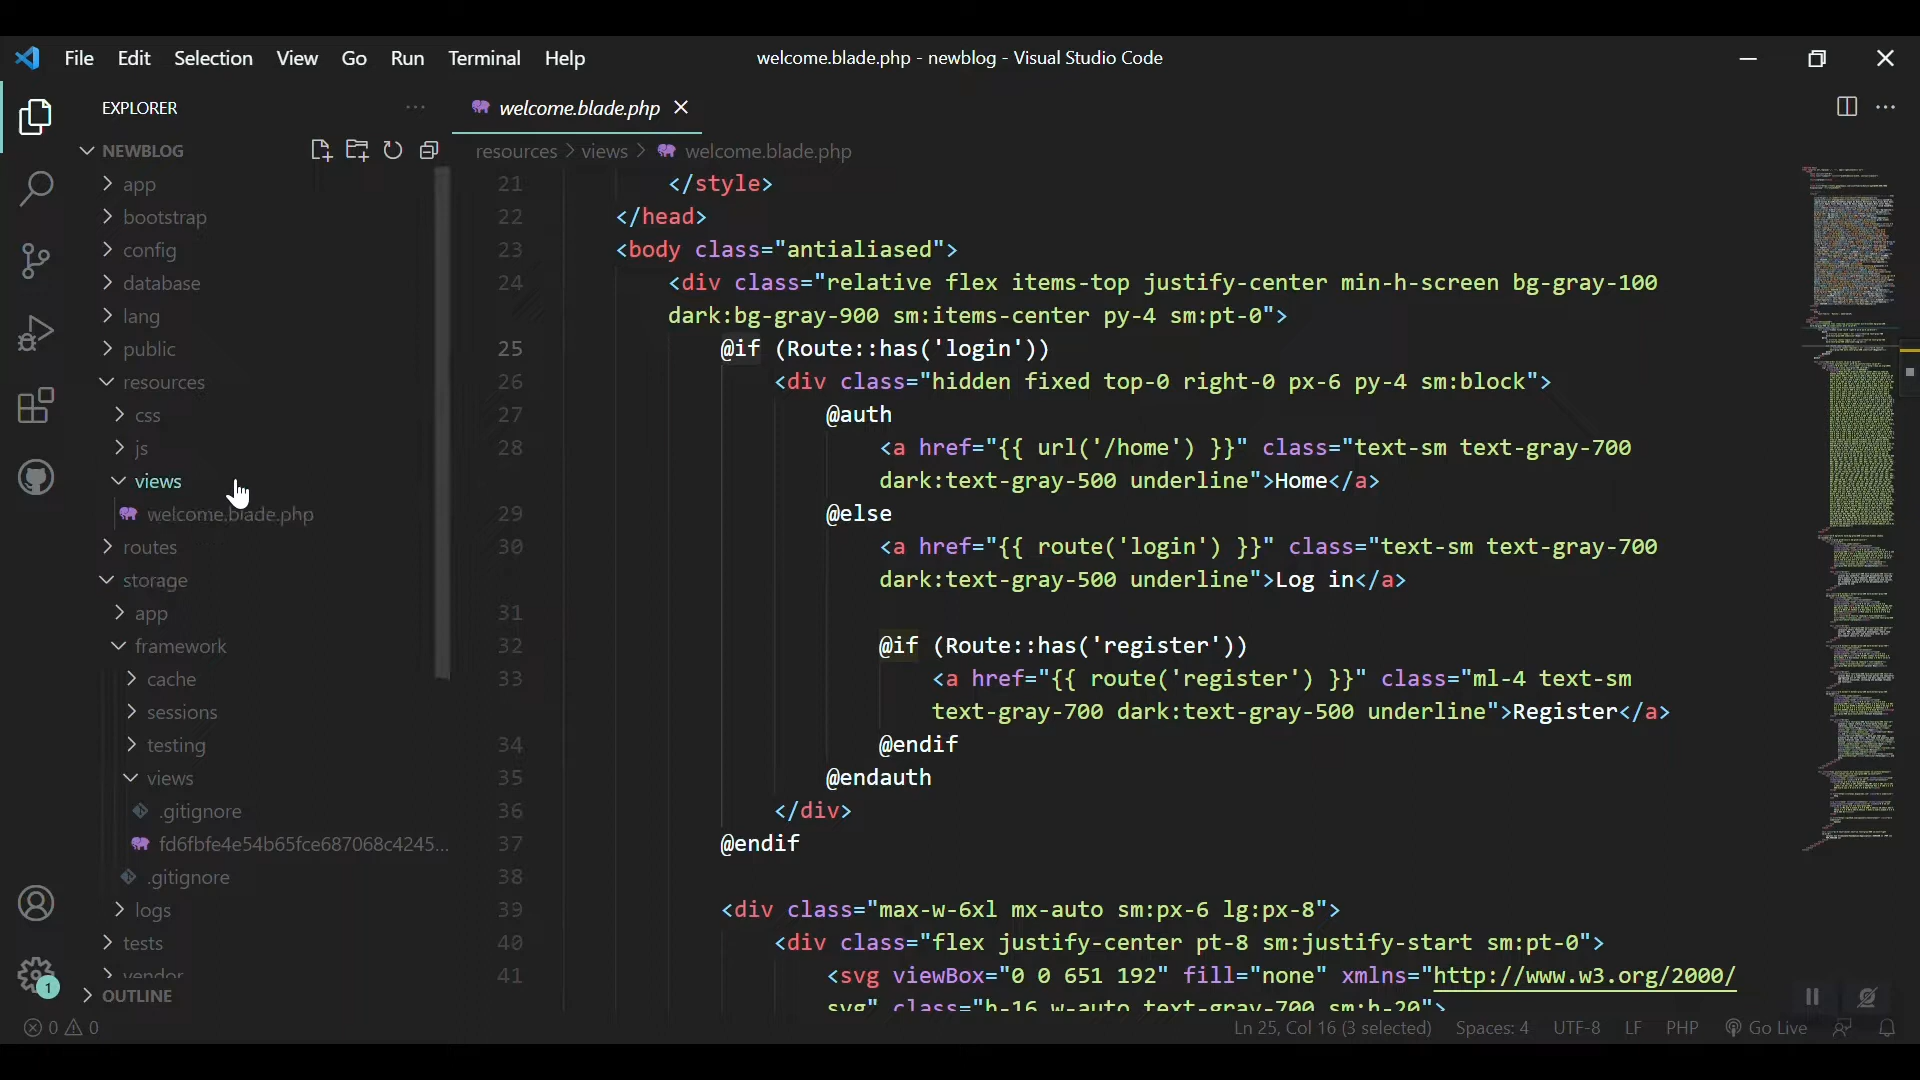 File Edit Selection View Go Run Terminal Help
welcome.blade.php - newblog - Visual Studio Code
EXPLORER
NEWBLOG
app
bootstrap
config
database
lang
public
resources
css
js
views
welcome.blade.php
routes
storage
app
framework
cache
sessions
testing
views
.gitignore
fd6fbfe4e54b65fce687068c4245...
.gitignore
logs
tests
vendor
OUTLINE
1
welcome.blade.php
resources > views > welcome.blade.php
21 </style>
22 </head>
23 <body class="antialiased">
24 <div class="relative flex items-top justify-center min-h-screen bg-gray-100
dark:bg-gray-900 sm:items-center py-4 sm:pt-0">
25 @if (Route::has('login'))
26 <div class="hidden fixed top-0 right-0 px-6 py-4 sm:block">
27 @auth
28 <a href="{{ url('/home') }}" class="text-sm text-gray-700
dark:text-gray-500 underline">Home</a>
29 @else
30 <a href="{{ route('login') }}" class="text-sm text-gray-700
dark:text-gray-500 underline">Log in</a>
31
32 @if (Route::has('register'))
33 <a href="{{ route('register') }}" class="ml-4 text-sm
text-gray-700 dark:text-gray-500 underline">Register</a>
34 @endif
35 @endauth
36 </div>
37 @endif
38
39 <div class="max-w-6xl mx-auto sm:px-6 lg:px-8">
40 <div class="flex justify-center pt-8 sm:justify-start sm:pt-0">
41 <svg viewBox="0 0 651 192" fill="none" xmlns="http://www.w3.org/2000/
svg" class="h-16 w-auto text-gray-700 sm:h-20">
0 0
Ln 25, Col 16 (3 selected) Spaces: 4 UTF-8 LF PHP Go Live